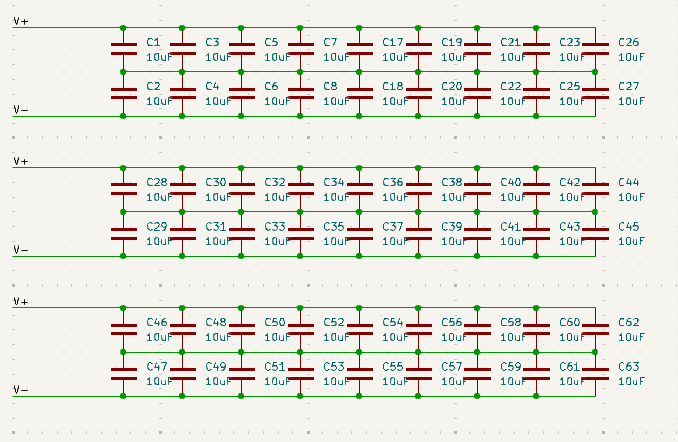 V+
C1 C3 C5 C7 C17 C19 C21 C23 C26
10uF 10uF 10uF 10uF 10uF 10uF 10uF 10uF 10uF
C2 C4 C6 C8 C18 C20 C22 C25 C27
10uF 10uF 10uF 10uF 10uF 10uF 10uF 10uF 10uF
V-
V+
C28 C30 C32 C34 C36 C38 C40 C42 C44
10uF 10uF 10uF 10uF 10uF 10uF 10uF 10uF 10uF
C29 C31 C33 C35 C37 C39 C41 C43 C45
10uF 10uF 10uF 10uF 10uF 10uF 10uF 10uF 10uF
V-
V+
C46 C48 C50 C52 C54 C56 C58 C60 C62
10uF 10uF 10uF 10uF 10uF 10uF 10uF 10uF 10uF
C47 C49 C51 C53 C55 C57 C59 C61 C63
10uF 10uF 10uF 10uF 10uF 10uF 10uF 10uF 10uF
V-